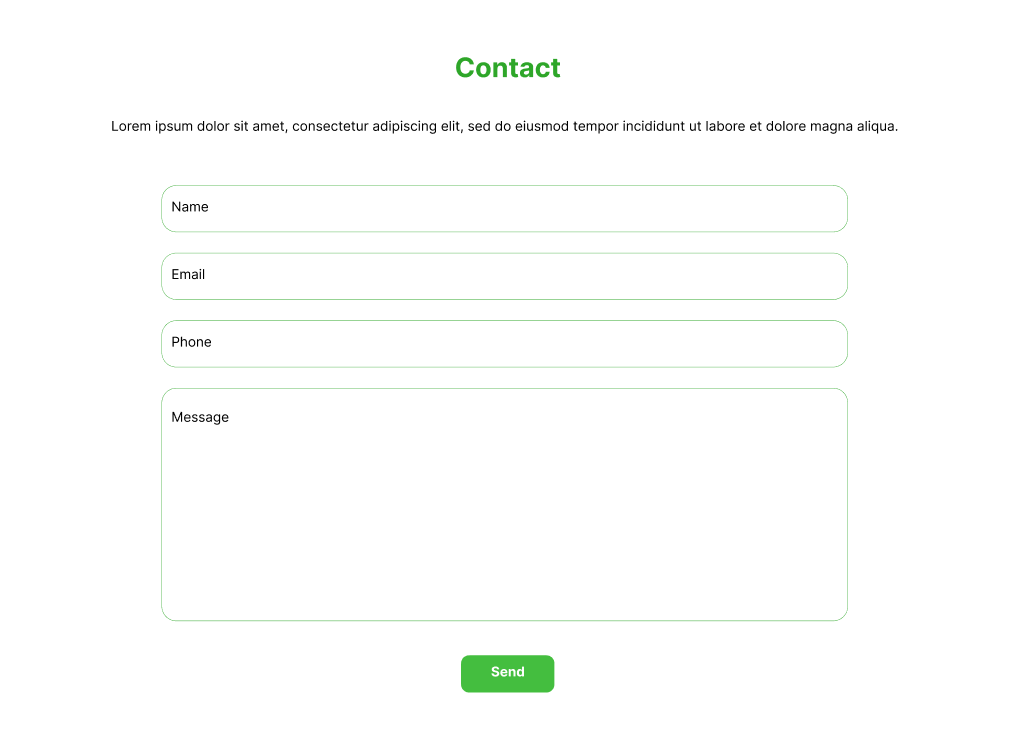 Contact
Lorem ipsum dolor sit amet, consectetur adipiscing elit, sed do eiusmod tempor incididunt ut labore et dolore magna aliqua.
Name
Email
Phone
Message
Send